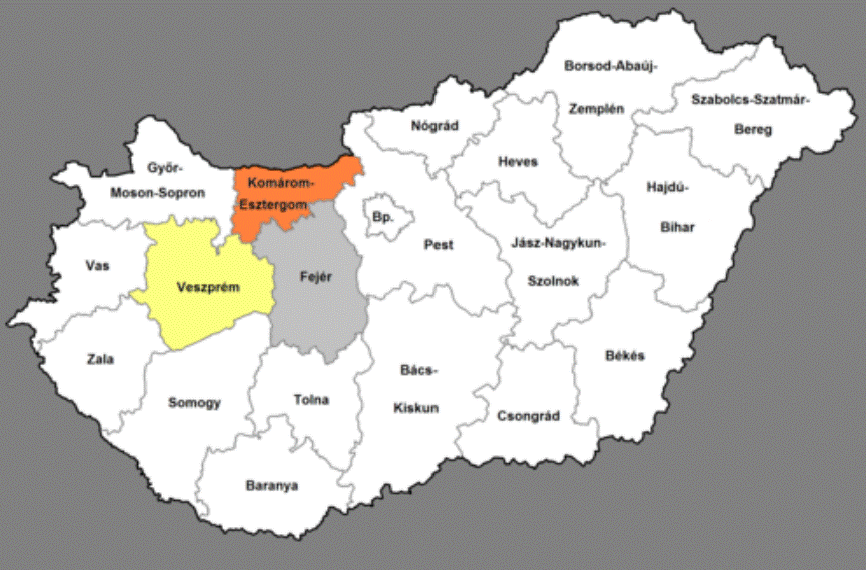 Borsod-Abaúj-
Zemplén
Szabolcs-Szatmár-
Bereg
Nógrád
Heves
Győr-
Moson-Sopron
Komárom-
Esztergom
Hajdú-
Bihar
Bp.
Pest
Jász-Nagykun-
Szolnok
Vas
Veszprém
Fejér
Zala
Somogy
Tolna
Bács-
Kiskun
Békés
Csongrád
Baranya